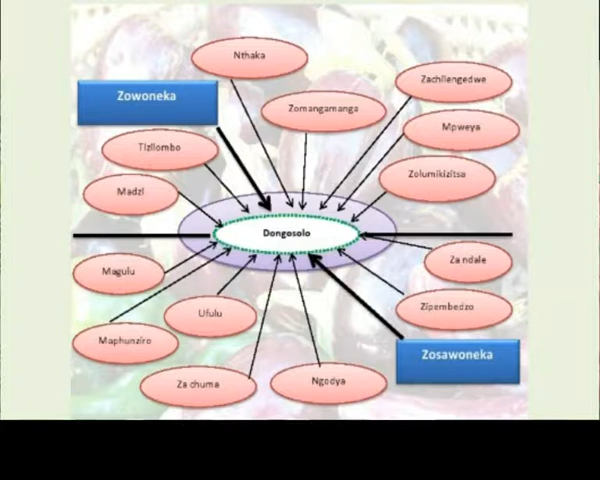 Nthaka
Zachilengedwe
Zowoneka
Zomangamanga
Mpweya
Tizilombo
Zolumikizitsa
Madzi
Dongosolo
Za ndale
Magulu
Zipembedzo
Ufulu
Maphunziro
Zosawoneka
Za chuma
Ngodya